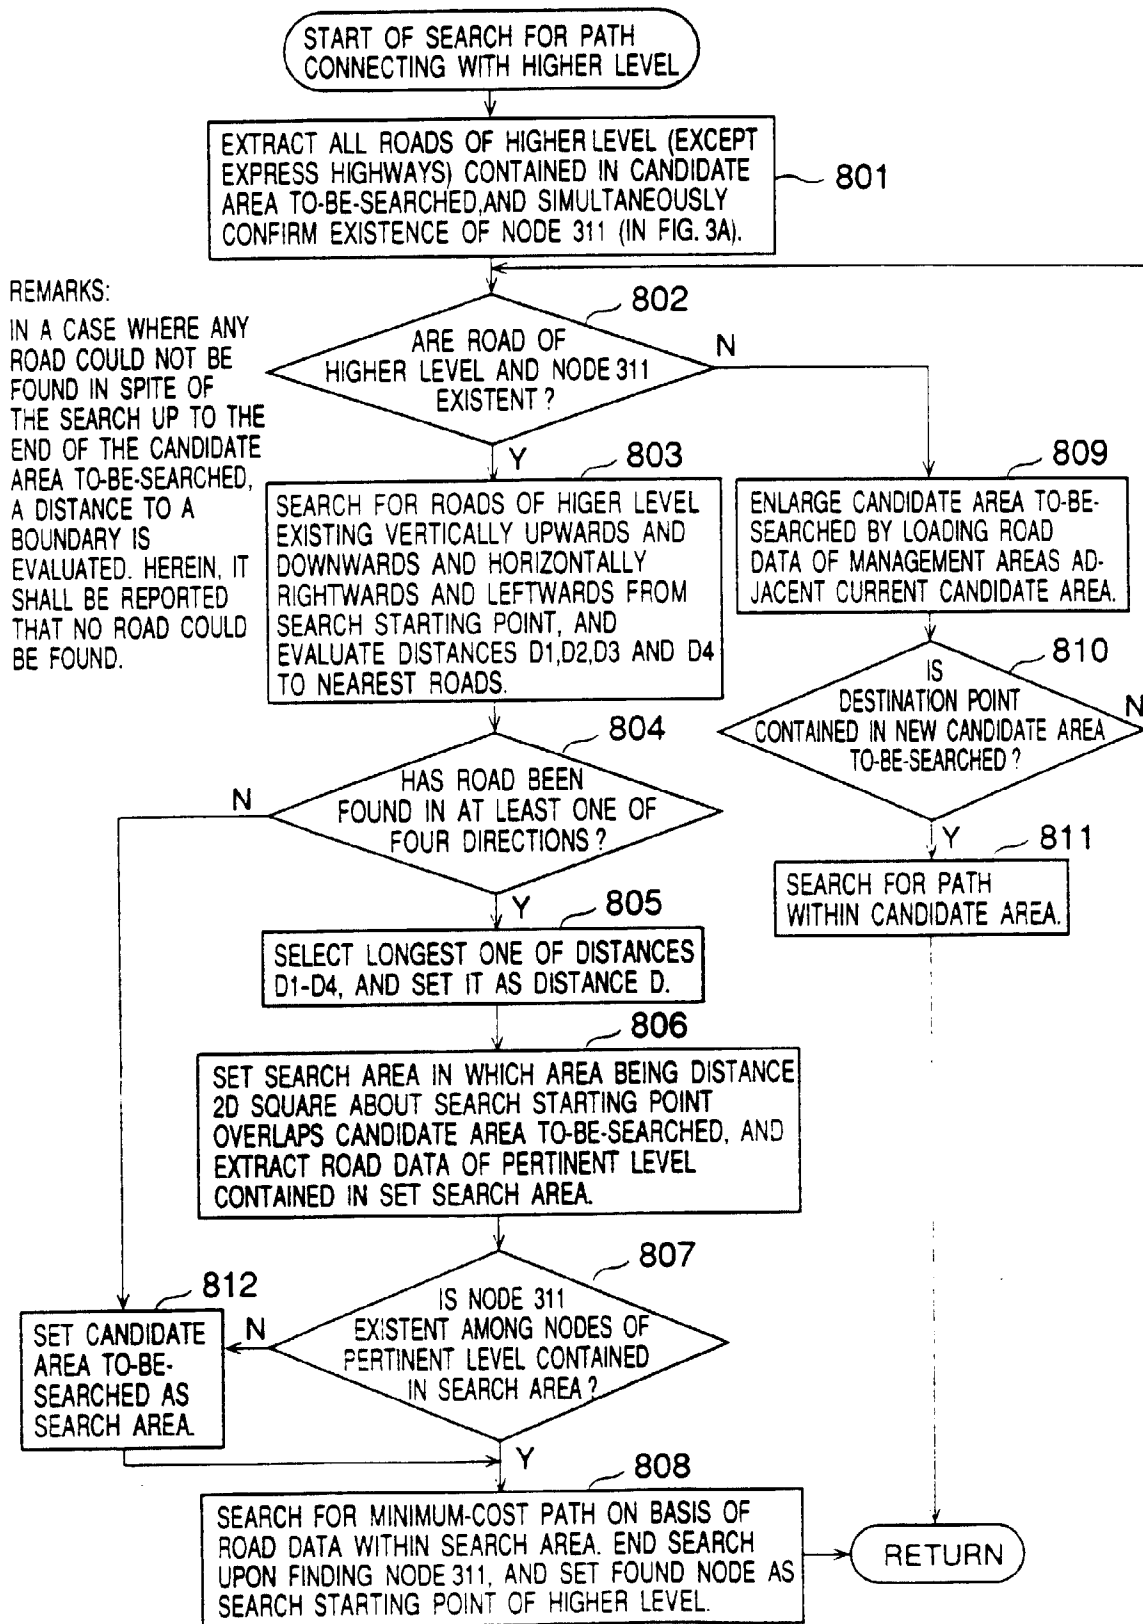 START OF SEARCH FOR PATH
CONNECTING WITH HIGHER LEVEL
EXTRACT ALL ROADS OF HIGHER LEVEL (EXCEPT
EXPRESS HIGHWAYS) CONTAINED IN CANDIDATE
AREA TO-BE-SEARCHED,AND SIMULTANEOUSLY
CONFIRM EXISTENCE OF NODE 311 (IN FIG. 3A).
801
REMARKS:
IN A CASE WHERE ANY
ROAD COULD NOT BE
FOUND IN SPITE OF
THE SEARCH UP TO THE
END OF THE CANDIDATE
AREA TO-BE-SEARCHED,
A DISTANCE TO A
BOUNDARY IS
EVALUATED. HEREIN, IT
SHALL BE REPORTED
THAT NO ROAD COULD
BE FOUND.
802
ARE ROAD OF
HIGHER LEVEL AND NODE 311
EXISTENT?
N
Y
803
SEARCH FOR ROADS OF HIGER LEVEL
EXISTING VERTICALLY UPWARDS AND
DOWNWARDS AND HORIZONTALLY
RIGHTWARDS AND LEFTWARDS FROM
SEARCH STARTING POINT, AND
EVALUATE DISTANCES D1,D2,D3 AND D4
TO NEAREST ROADS.
809
ENLARGE CANDIDATE AREA TO-BE-
SEARCHED BY LOADING ROAD
DATA OF MANAGEMENT AREAS AD-
JACENT CURRENT CANDIDATE AREA.
810
IS
DESTINATION POINT
CONTAINED IN NEW CANDIDATE AREA
TO-BE-SEARCHED?
N
Y
811
SEARCH FOR PATH
WITHIN CANDIDATE AREA.
804
HAS ROAD BEEN
FOUND IN AT LEAST ONE OF
FOUR DIRECTIONS?
N
Y
805
SELECT LONGEST ONE OF DISTANCES
D1-D4, AND SET IT AS DISTANCE D.
806
SET SEARCH AREA IN WHICH AREA BEING DISTANCE
2D SQUARE ABOUT SEARCH STARTING POINT
OVERLAPS CANDIDATE AREA TO-BE-SEARCHED, AND
EXTRACT ROAD DATA OF PERTINENT LEVEL
CONTAINED IN SET SEARCH AREA.
807
IS NODE 311
EXISTENT AMONG NODES OF
PERTINENT LEVEL CONTAINED
IN SEARCH AREA?
N
Y
812
SET CANDIDATE
AREA TO-BE-
SEARCHED AS
SEARCH AREA.
808
SEARCH FOR MINIMUM-COST PATH ON BASIS OF
ROAD DATA WITHIN SEARCH AREA. END SEARCH
UPON FINDING NODE 311, AND SET FOUND NODE AS
SEARCH STARTING POINT OF HIGHER LEVEL.
RETURN